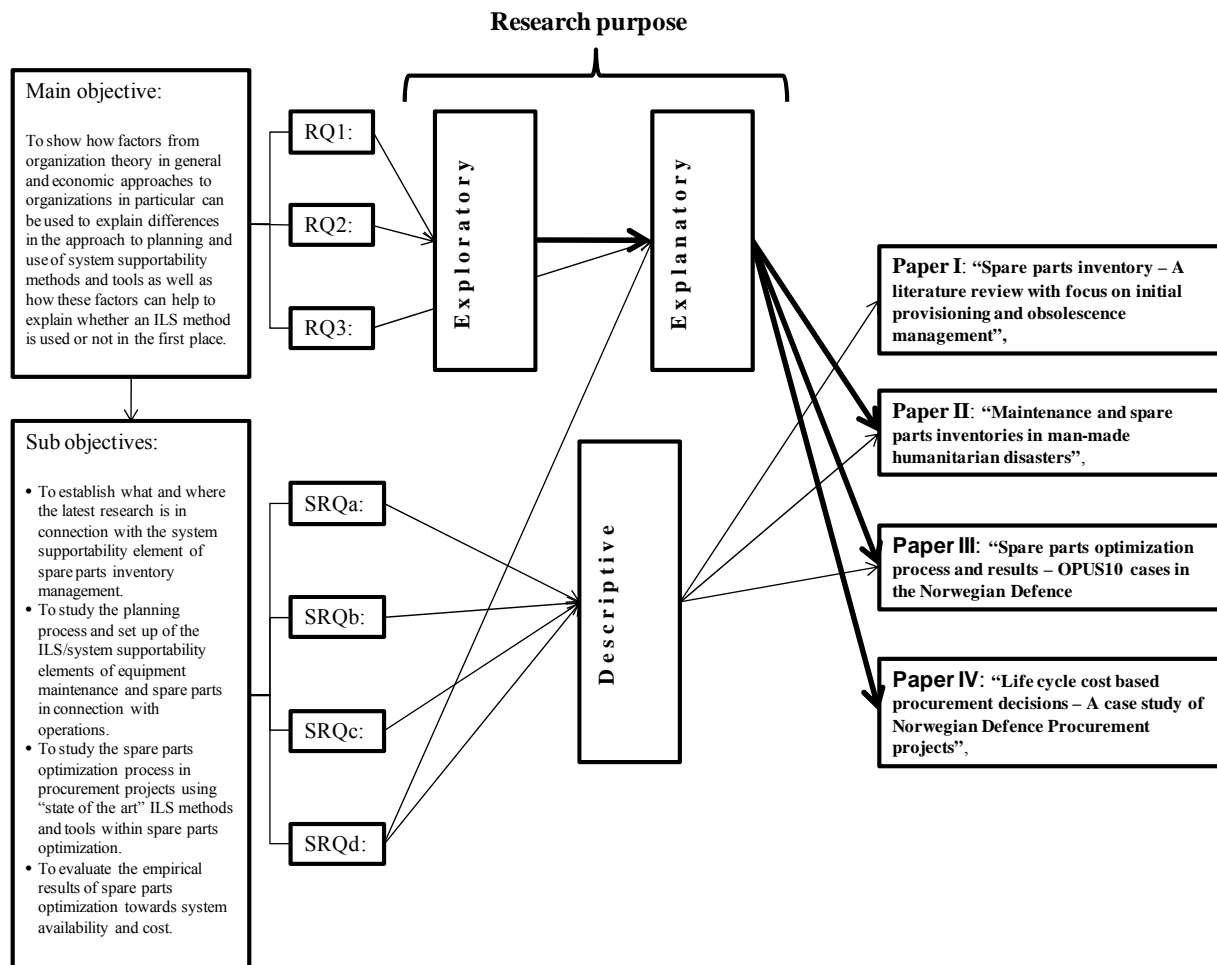 Research purpose
Main objective:
To show how factors from
organization theory in general
and economic approaches to
organizations in particular can
be used to explain differences
in the approach to planning and
use of system supportability
methods and tools as well as
how these factors can help to
explain whether an ILS method
is used or not in the first place.
Sub objectives:
• To establish what and where
the latest research is in
connection with the system
supportability element of
spare parts inventory
management.
• To study the planning
process and set up of the
ILS/system supportability
elements of equipment
maintenance and spare parts
in connection with
operations.
• To study the spare parts
optimization process in
procurement projects using
“state of the art” ILS methods
and tools within spare parts
optimization.
• To evaluate the empirical
results of spare parts
optimization towards system
availability and cost.
RQ1:
RQ2:
RQ3:
SRQa:
SRQb:
SRQc:
SRQd:
Exploratory
Explanatory
Descriptive
Paper I: “Spare parts inventory – A
literature review with focus on initial
provisioning and obsolescence
management”,
Paper II: “Maintenance and spare
parts inventories in man-made
humanitarian disasters”,
Paper III: “Spare parts optimization
process and results – OPUS10 cases in
the Norwegian Defence
Paper IV: “Life cycle cost based
procurement decisions – A case study of
Norwegian Defence Procurement
projects”,